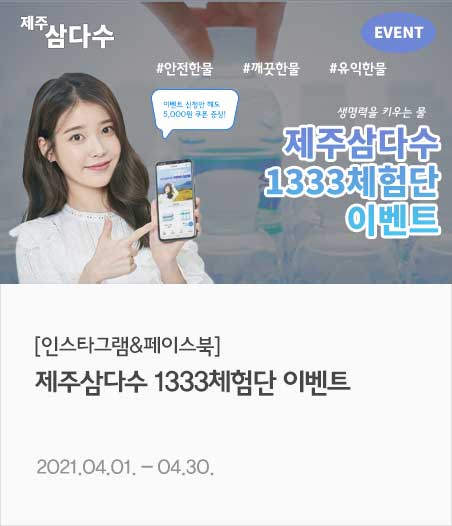 제주
삼다수
EVENT
#안전한물 #깨끗한물 #유익한물
이벤트 신청만 해도
5,000원 쿠폰 증정!
생명력을 키우는 물
제주삼다수
1333체험단
이벤트
[인스타그램&페이스북]
제주삼다수 1333체험단 이벤트
2021.04.01. – 04.30.